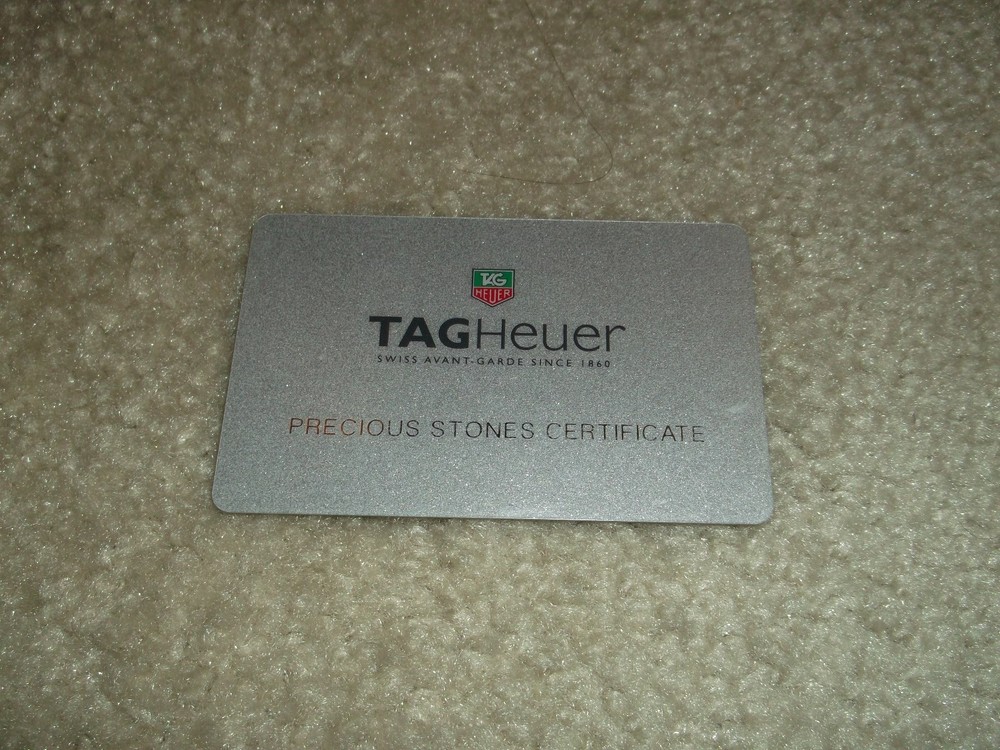 TAG
HEUER
TAGHeuer
SWISS AVANT-GARDE SINCE 1860
PRECIOUS STONES CERTIFICATE